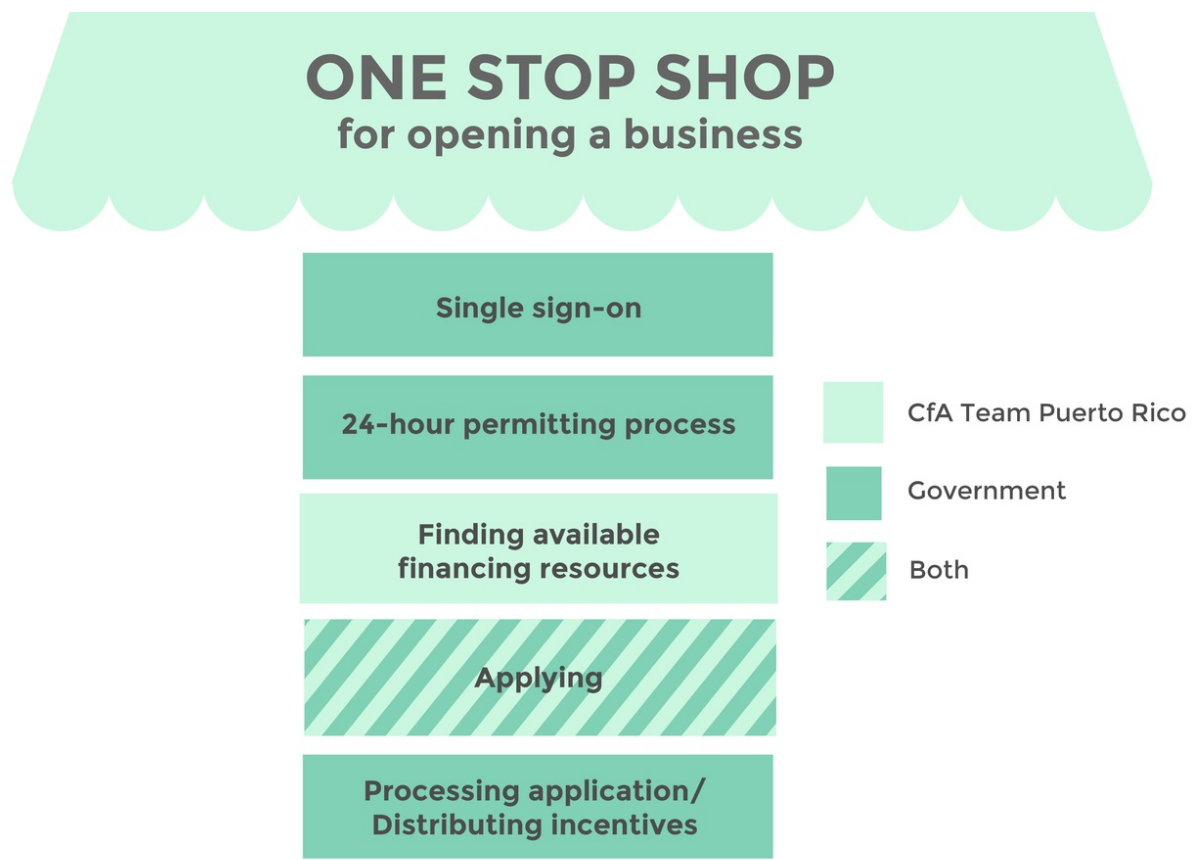 ONE STOP SHOP
for opening a business
Single sign-on
24-hour permitting process
Finding available
financing resources
Applying
Processing application/
Distributing incentives
CfA Team Puerto Rico
Government
Both